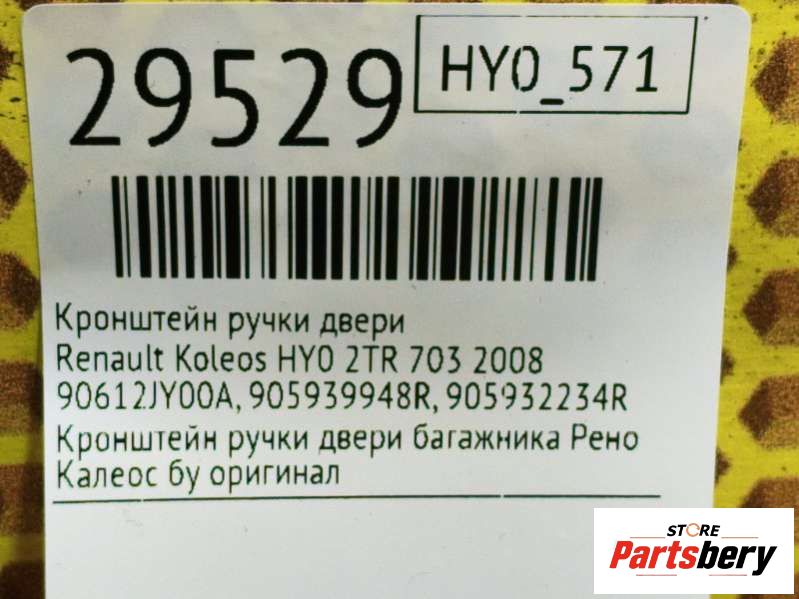 29529
HY0_571
Кронштейн ручки двери
Renault Koleos HY0 2TR 703 2008
90612JY00A, 905939948R, 905932234R
Кронштейн ручки двери багажника Рено
Калеос бу оригинал
STORE
Partsbery